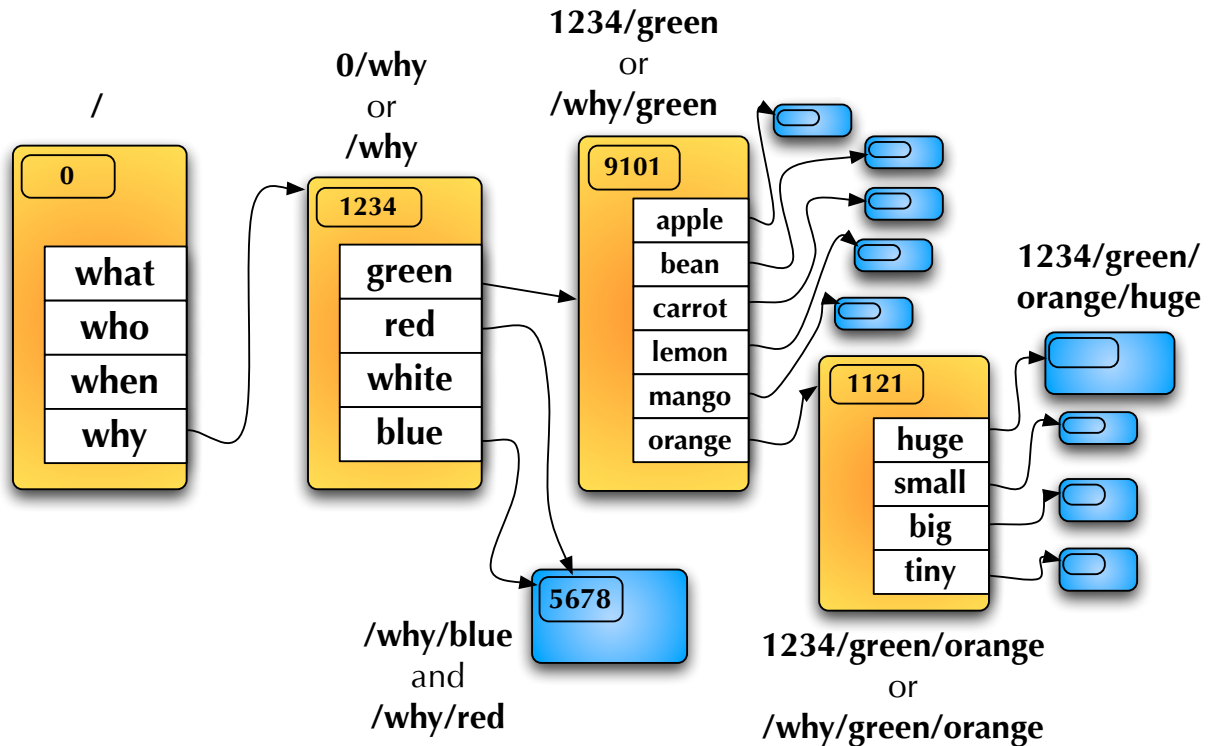 /
0
what
who
when
why
0/why
or
/why
1234
green
red
white
blue
1234/green
or
/why/green
9101
apple
bean
carrot
lemon
mango
orange
1234/green/
orange/huge
1121
huge
small
big
tiny
5678
/why/blue
and
/why/red
1234/green/orange
or
/why/green/orange